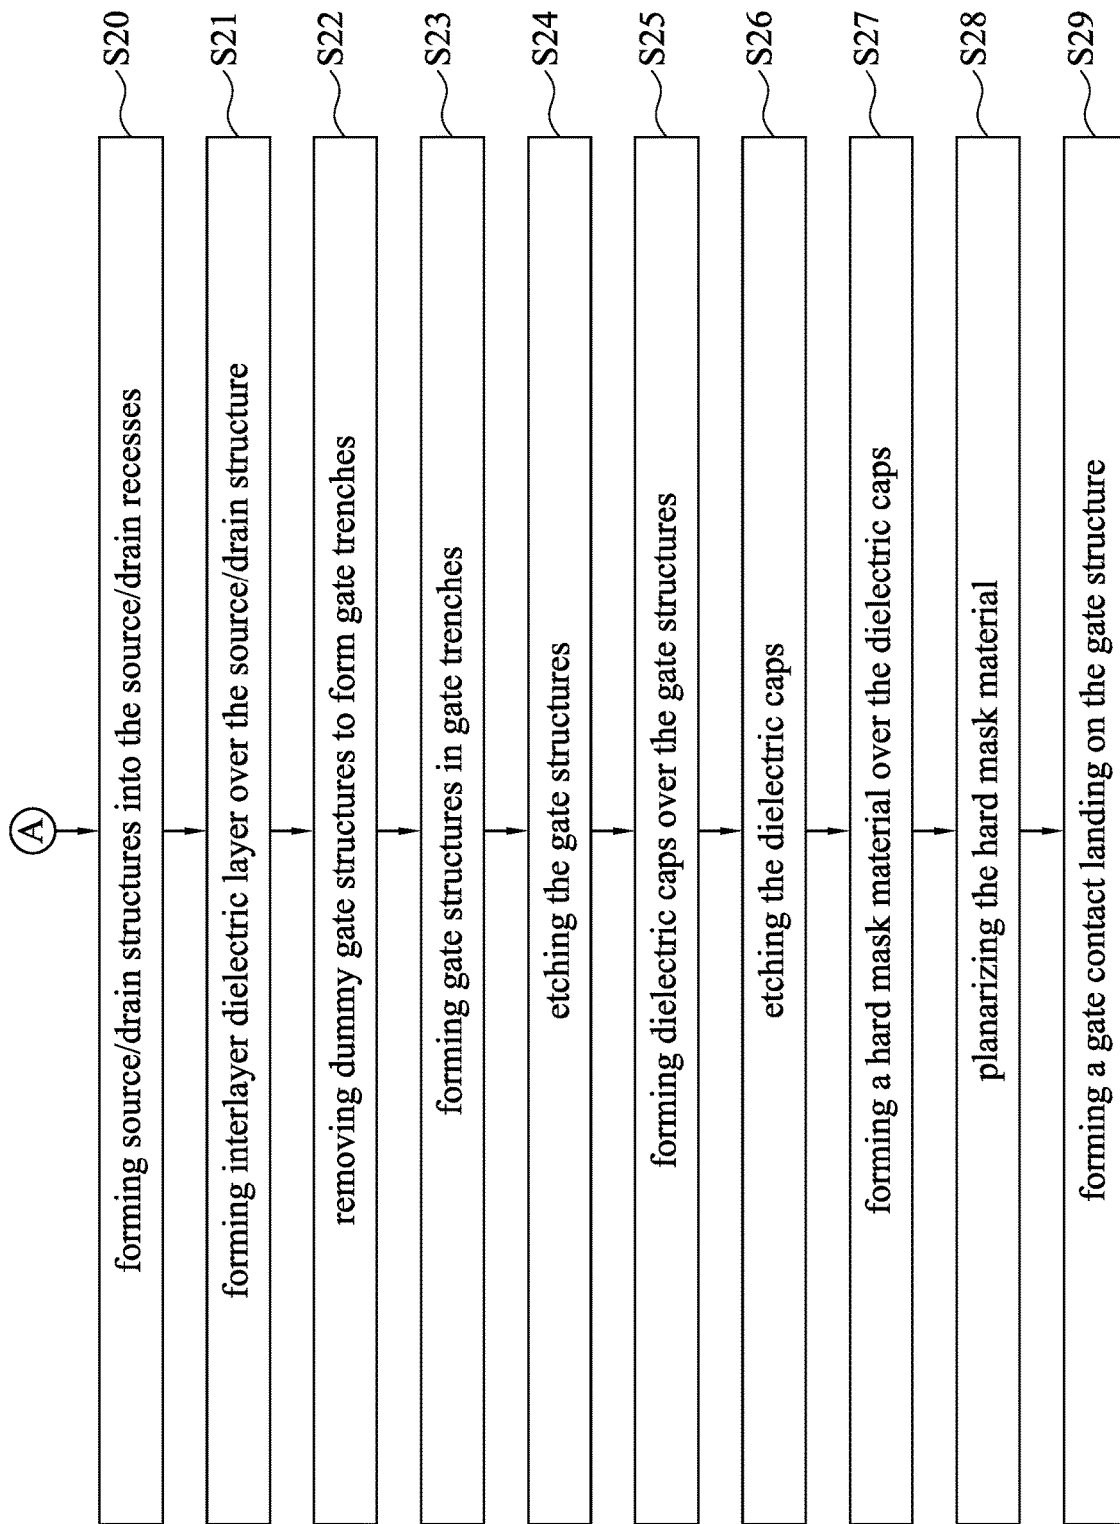 A
forming source/drain structures into the source/drain recesses
S20
forming interlayer dielectric layer over the source/drain structure
S21
removing dummy gate structures to form gate trenches
S22
forming gate structures in gate trenches
S23
etching the gate structures
S24
forming dielectric caps over the gate structures
S25
etching the dielectric caps
S26
forming a hard mask material over the dielectric caps
S27
planarizing the hard mask material
S28
forming a gate contact landing on the gate structure
S29